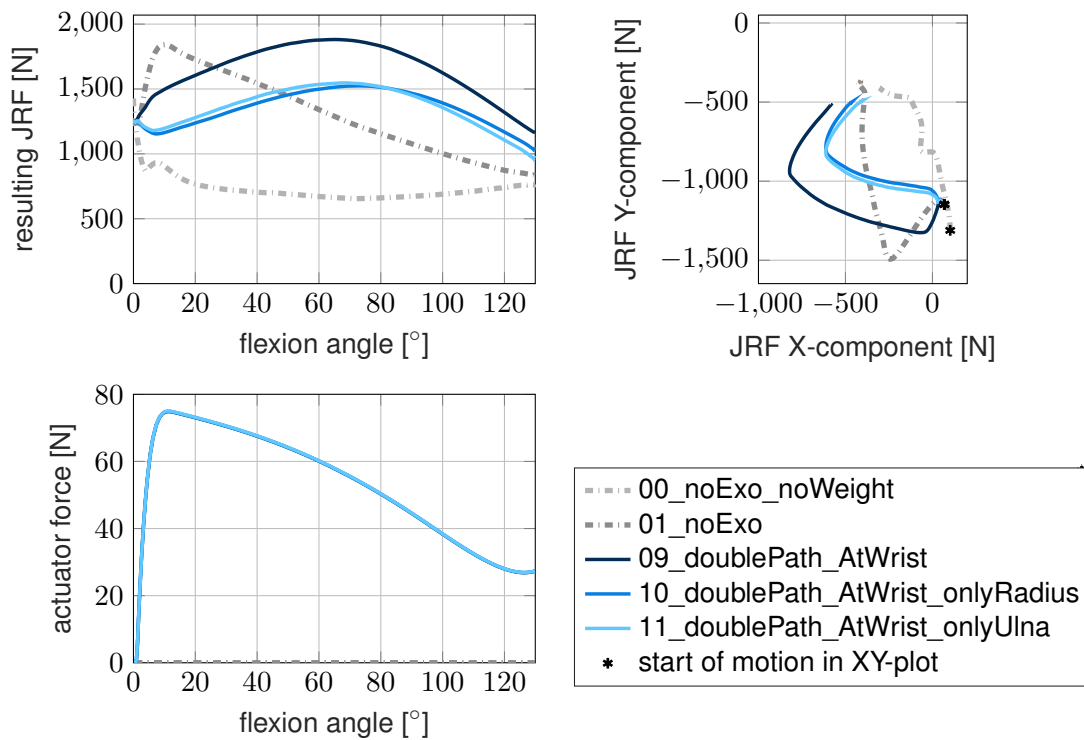 resulting JRF [N]
2,000
1,500
1,000
500
0
0 20 40 60 80 100 120
flexion angle [°]
JRF Y-component [N]
0
−500
−1,000
−1,500
−1,000 −500 0
JRF X-component [N]
actuator force [N]
80
60
40
20
0
0 20 40 60 80 100 120
flexion angle [°]
00_noExo_noWeight
01_noExo
09_doublePath_AtWrist
10_doublePath_AtWrist_onlyRadius
11_doublePath_AtWrist_onlyUlna
start of motion in XY-plot